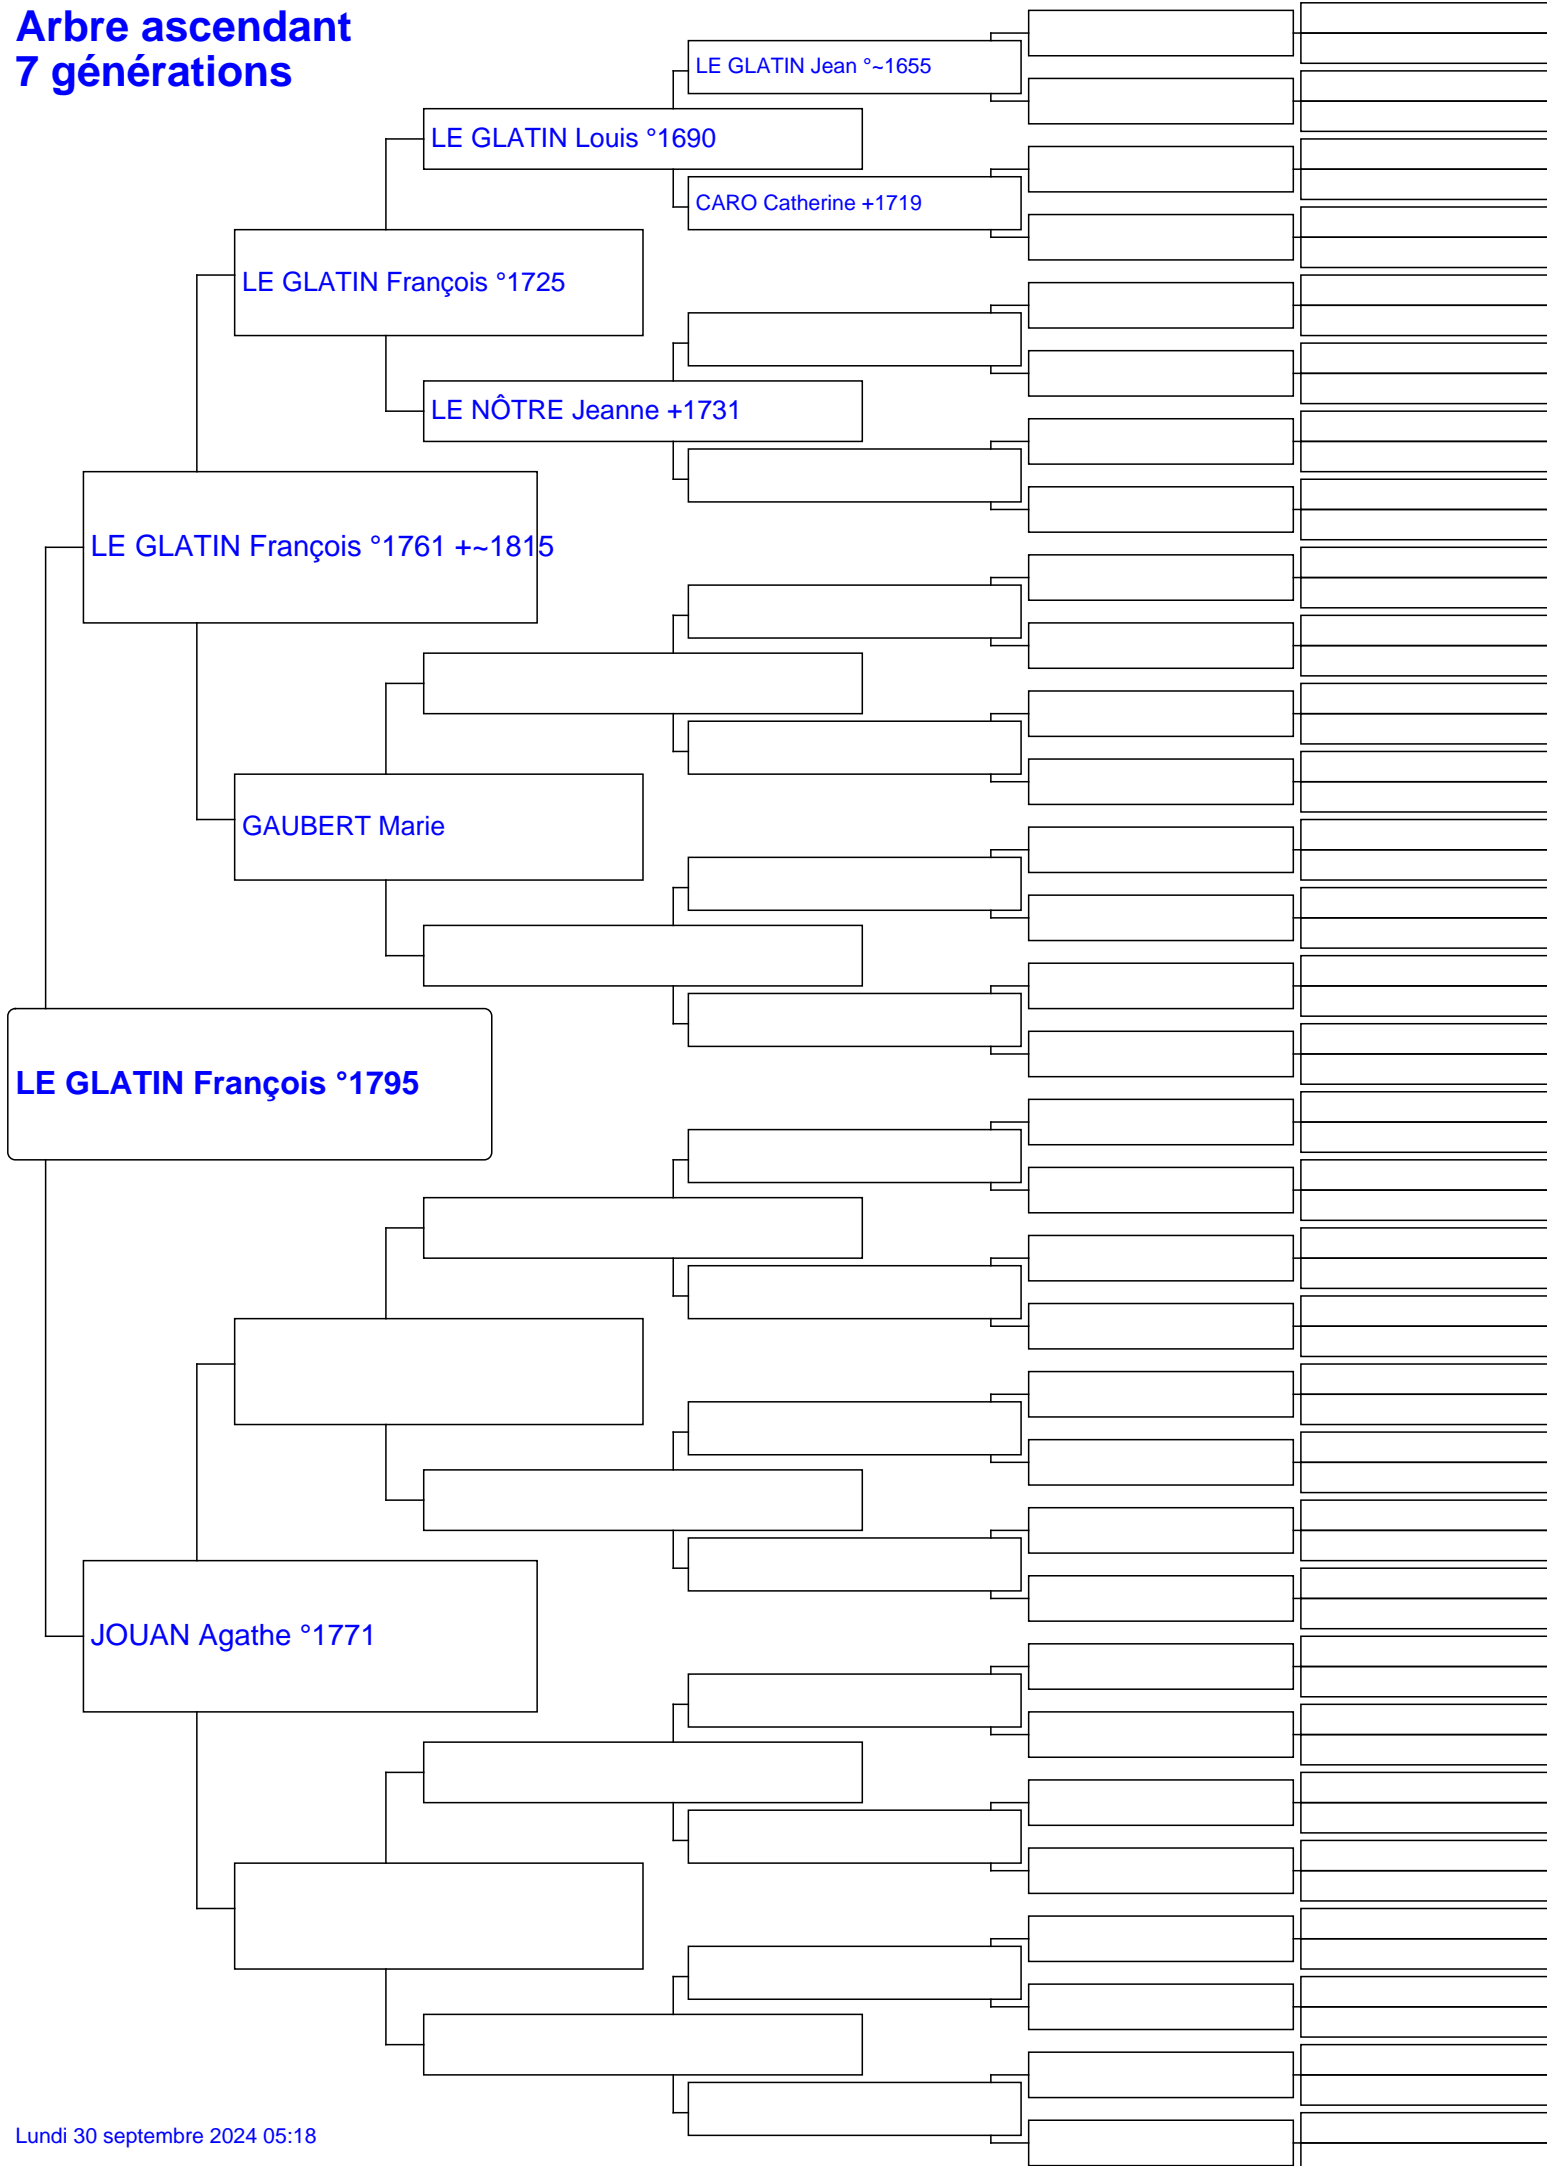 Arbre ascendant
7 générations
LE GLATIN Jean °~1655
LE GLATIN Louis °1690
CARO Catherine +1719
LE GLATIN François °1725
LE NÔTRE Jeanne +1731
LE GLATIN François °1761 +~1815
GAUBERT Marie
LE GLATIN François °1795
JOUAN Agathe °1771
Lundi 30 septembre 2024 05:18